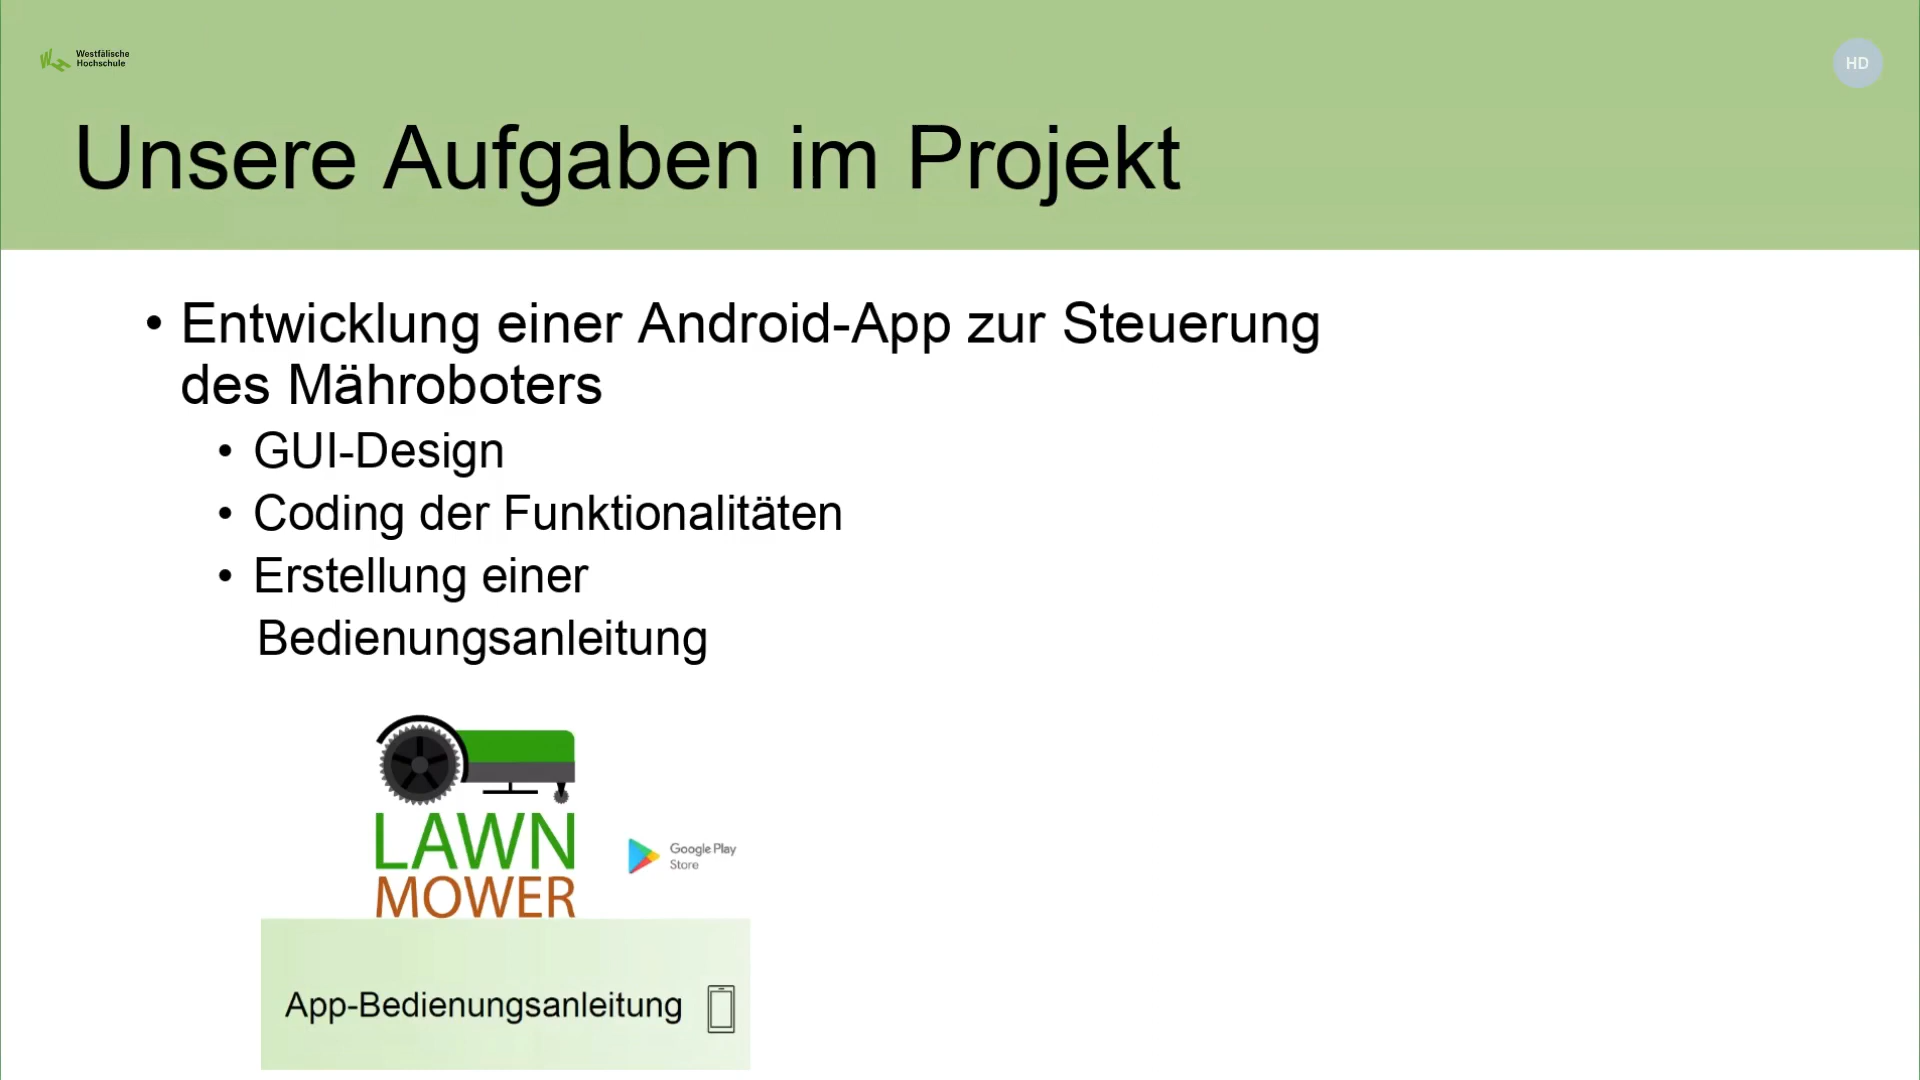 Westfälische
Hochschule
HD
Unsere Aufgaben im Projekt
• Entwicklung einer Android-App zur Steuerung
des Mähroboters
• GUI-Design
• Coding der Funktionalitäten
• Erstellung einer
Bedienungsanleitung
LAWN
MOWER
Google Play
Store
App-Bedienungsanleitung